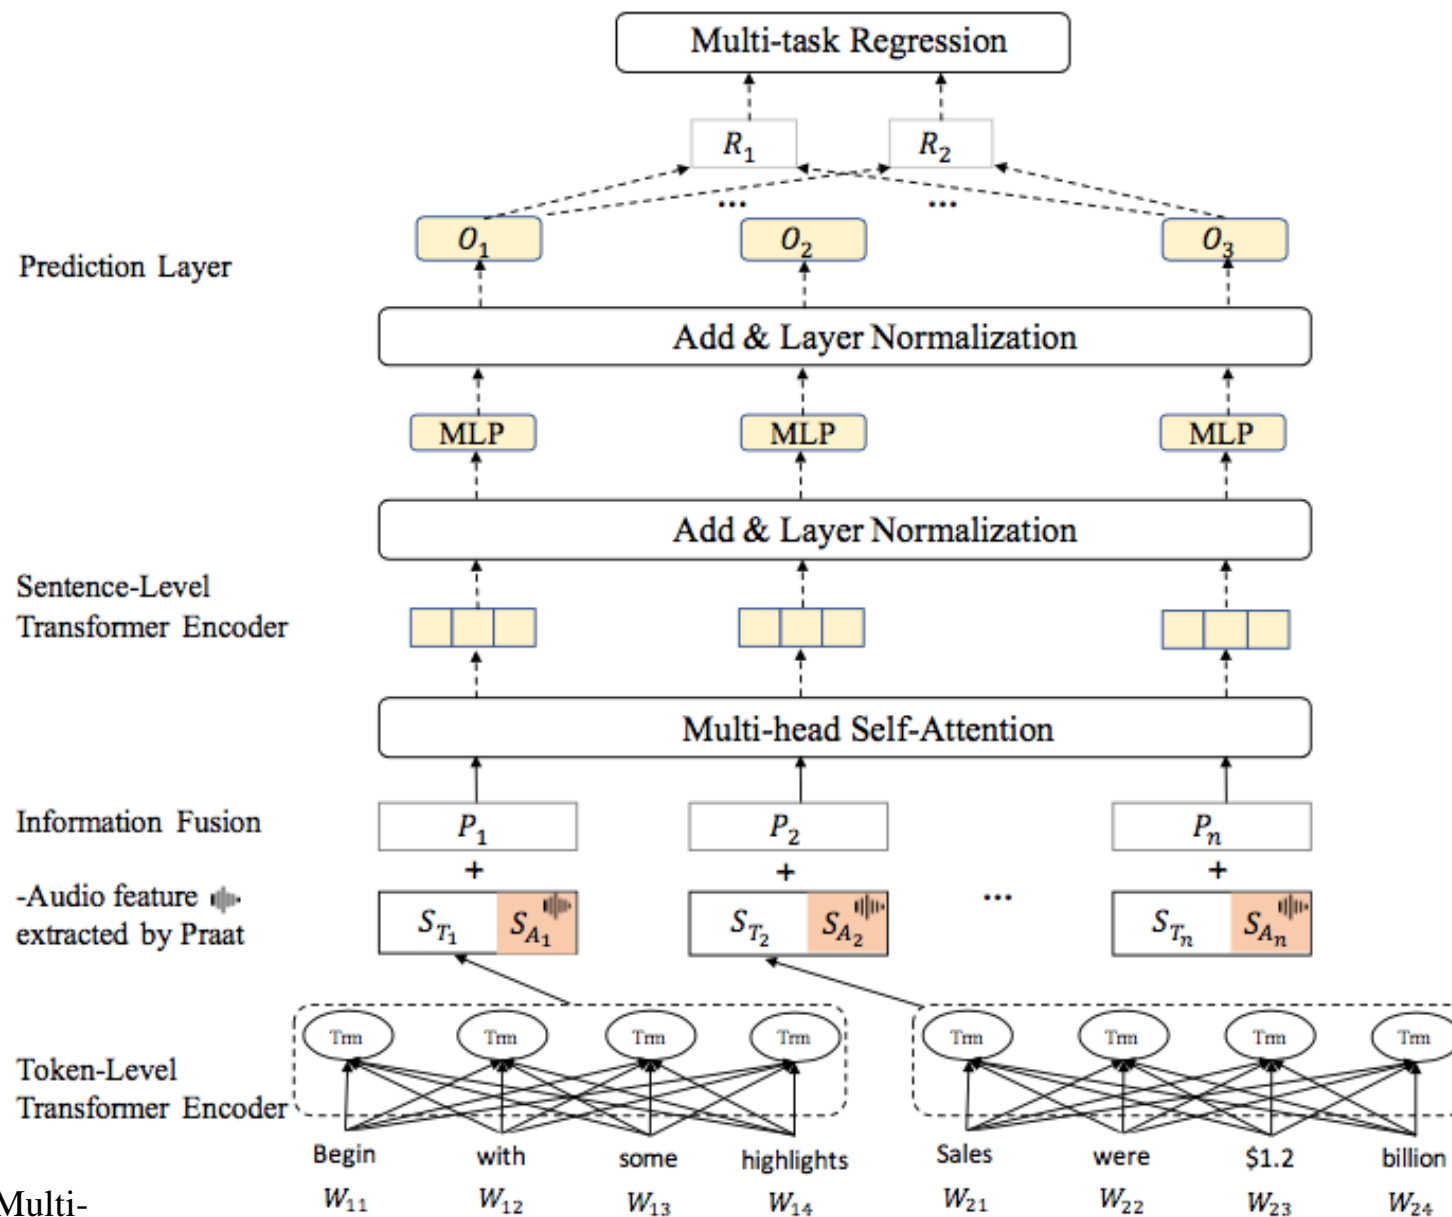 Multi-task Regression
R1 R2
... ...
O1 O2 O3
Prediction Layer
Add & Layer Normalization
MLP MLP MLP
Add & Layer Normalization
Sentence-Level
Transformer Encoder
Multi-head Self-Attention
Information Fusion
P1 P2 Pn
+ + +
-Audio feature
extracted by Praat
ST1 SA1 ST2 SA2 ... STn SAn
Trm Trm Trm Trm Trm Trm Trm Trm
Token-Level
Transformer Encoder
Begin with some highlights Sales were $1.2 billion
W11 W12 W13 W14 W21 W22 W23 W24
Multi-